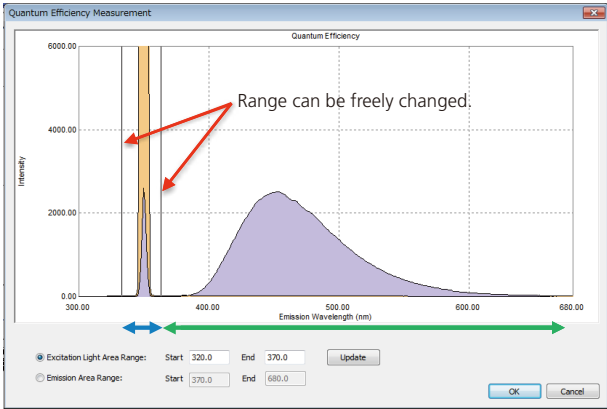 Quantum Efficiency Measurement
Quantum Efficiency
6000.00
4000.00
2000.00
0.00
Intensity
Range can be freely changed.
300.00 400.00 500.00 600.00 680.00
Emission Wavelength (nm)
Excitation Light Area Range: Start 320.0 End 370.0 Update
Emission Area Range: Start 370.0 End 680.0
OK Cancel